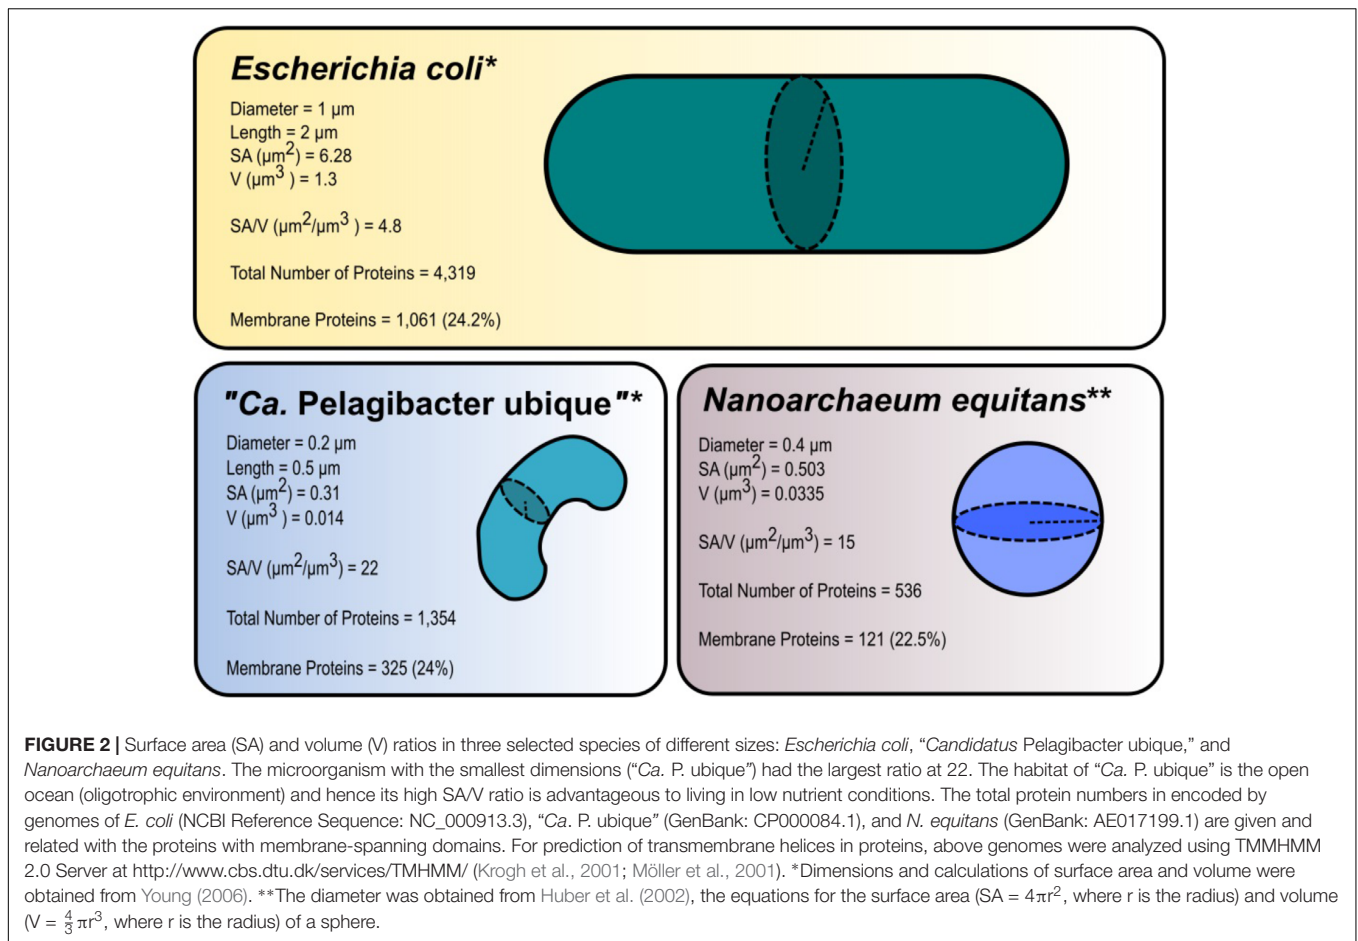 Escherichia coli*
Diameter = 1 µm
Length = 2 µm
SA (µm²) = 6.28
V (µm³ ) = 1.3
SA/V (µm²/µm³ ) = 4.8
Total Number of Proteins = 4,319
Membrane Proteins = 1,061 (24.2%)
"Ca. Pelagibacter ubique"*
Diameter = 0.2 µm
Length = 0.5 µm
SA (µm²) = 0.31
V (µm³ ) = 0.014
SA/V (µm²/µm³) = 22
Total Number of Proteins = 1,354
Membrane Proteins = 325 (24%)
Nanoarchaeum equitans**
Diameter = 0.4 µm
SA (µm²) = 0.503
V (µm³) = 0.0335
SA/V (µm²/µm³) = 15
Total Number of Proteins = 536
Membrane Proteins = 121 (22.5%)
FIGURE 2 | Surface area (SA) and volume (V) ratios in three selected species of different sizes: Escherichia coli, “Candidatus Pelagibacter ubique,” and
Nanoarchaeum equitans. The microorganism with the smallest dimensions (“Ca. P. ubique”) had the largest ratio at 22. The habitat of “Ca. P. ubique” is the open
ocean (oligotrophic environment) and hence its high SA/V ratio is advantageous to living in low nutrient conditions. The total protein numbers in encoded by
genomes of E. coli (NCBI Reference Sequence: NC_000913.3), “Ca. P. ubique” (GenBank: CP000084.1), and N. equitans (GenBank: AE017199.1) are given and
related with the proteins with membrane-spanning domains. For prediction of transmembrane helices in proteins, above genomes were analyzed using TMMHMM
2.0 Server at http://www.cbs.dtu.dk/services/TMHMM/ (Krogh et al., 2001; Möller et al., 2001). *Dimensions and calculations of surface area and volume were
obtained from Young (2006). **The diameter was obtained from Huber et al. (2002), the equations for the surface area (SA = 4πr², where r is the radius) and volume
(V = 4/3 πr³, where r is the radius) of a sphere.